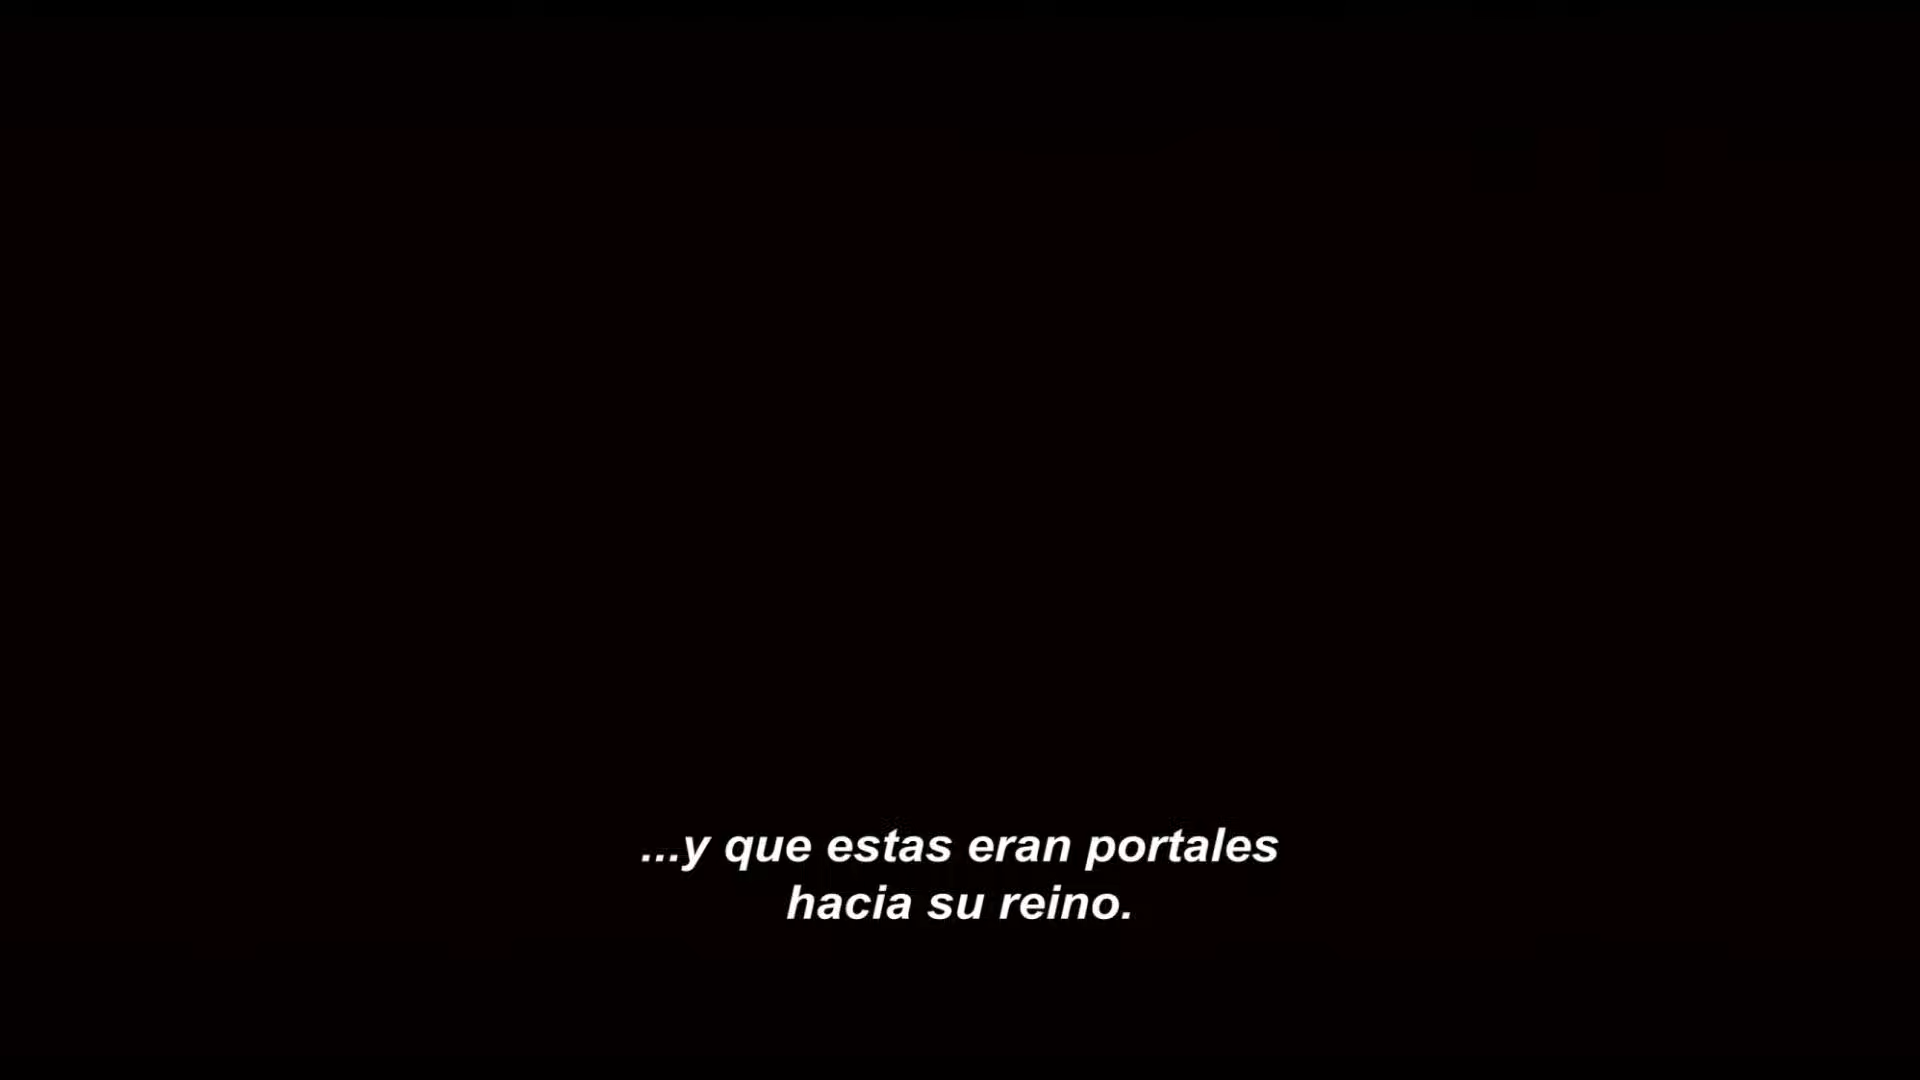 ...y que estas eran portales
hacia su reino.